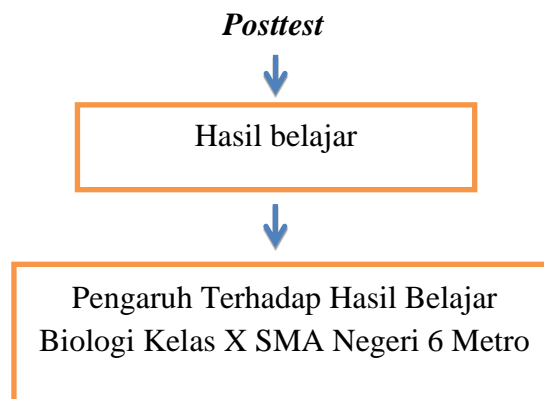 Posttest
Hasil belajar
Pengaruh Terhadap Hasil Belajar
Biologi Kelas X SMA Negeri 6 Metro